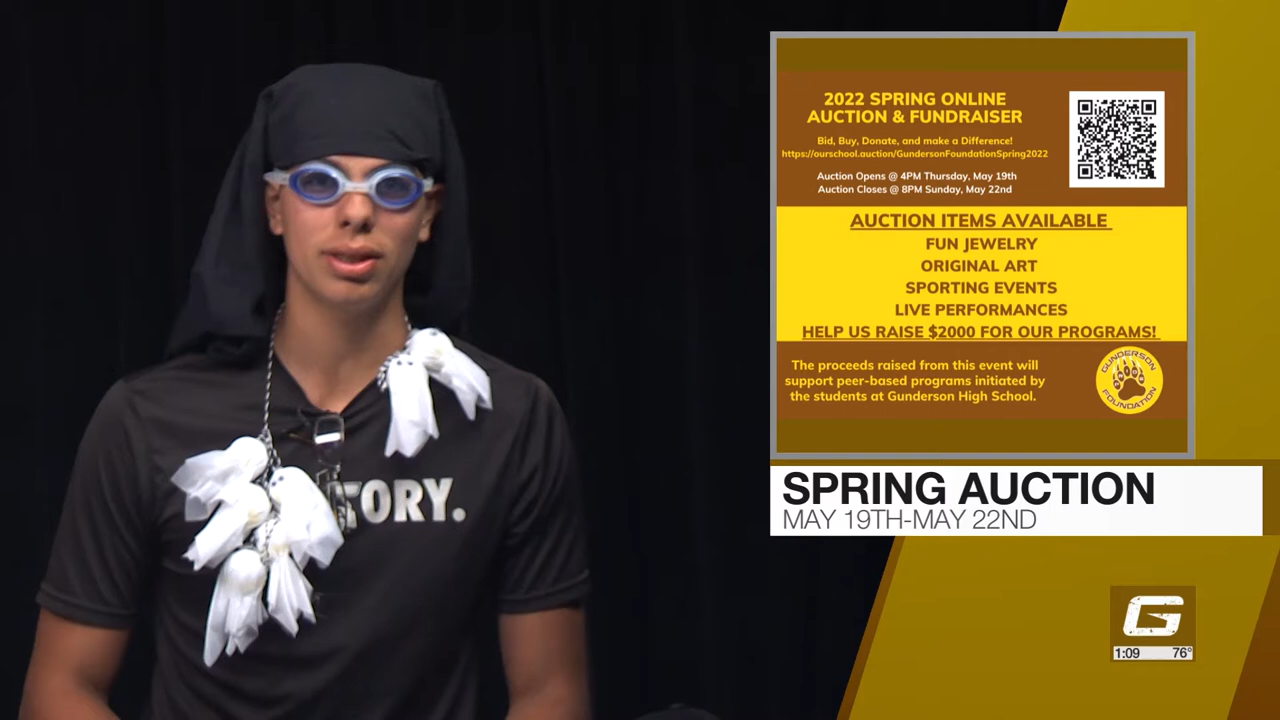 2022 SPRING ONLINE
AUCTION & FUNDRAISER
Bid, Buy, Donate, and make a Difference!
https://ourschool.auction/GundersonFoundationSpring2022
Auction Opens @ 4PM Thursday, May 19th
Auction Closes @ 8PM Sunday, May 22nd
AUCTION ITEMS AVAILABLE
FUN JEWELRY
ORIGINAL ART
SPORTING EVENTS
LIVE PERFORMANCES
HELP US RAISE $2000 FOR OUR PROGRAMS!
The proceeds raised from this event will
support peer-based programs initiated by
the students at Gunderson High School.
GUNDERSON
FOUNDATION
SPRING AUCTION
MAY 19TH-MAY 22ND
G
1:09 76°